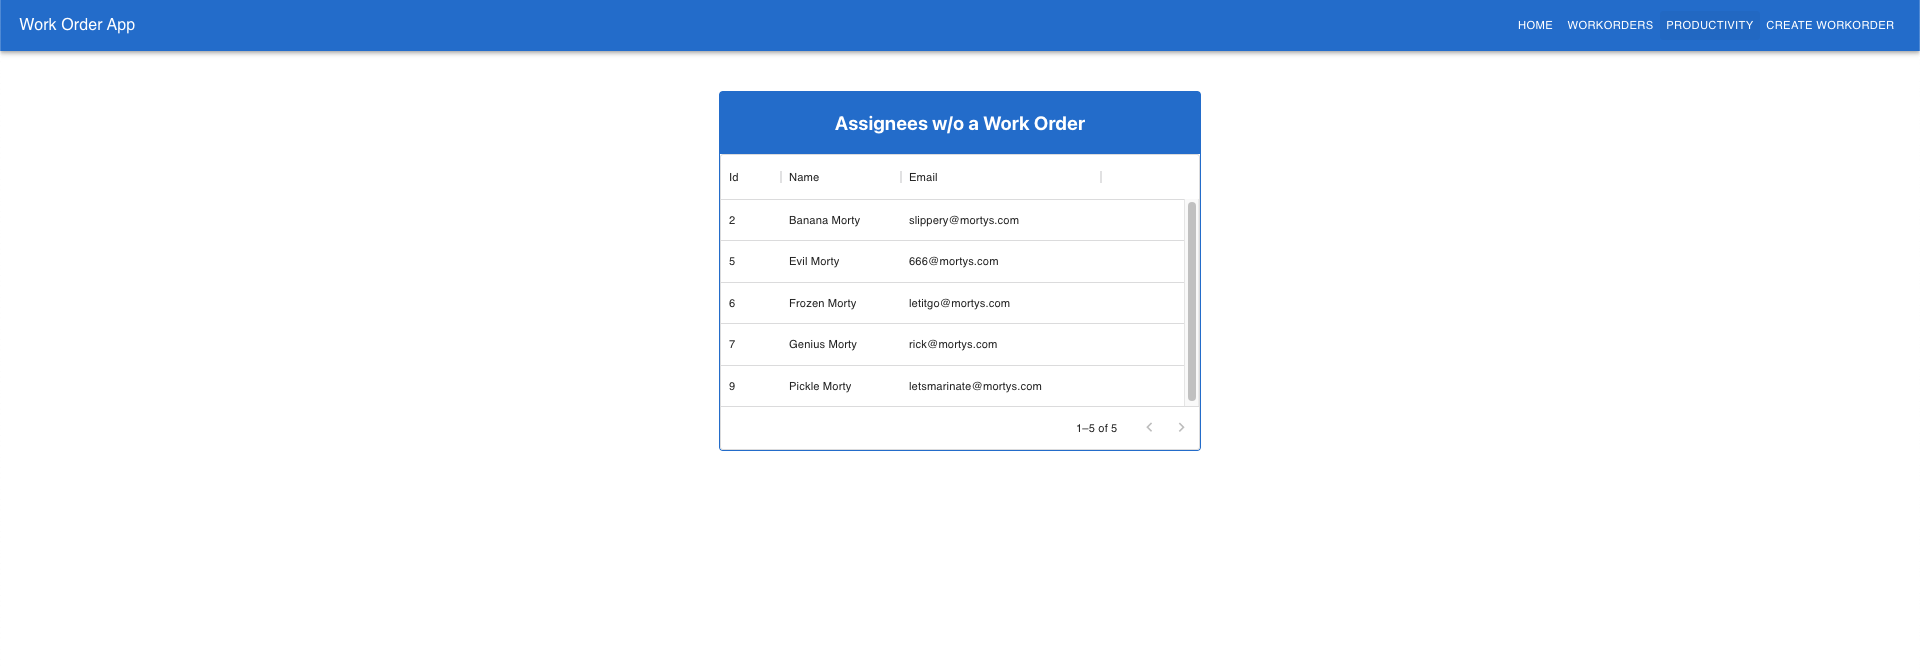 Work Order App HOME WORKORDERS PRODUCTIVITY CREATE WORKORDER
Assignees w/o a Work Order
Id Name Email
2 Banana Morty slippery@mortys.com
5 Evil Morty 666@mortys.com
6 Frozen Morty letitgo@mortys.com
7 Genius Morty rick@mortys.com
9 Pickle Morty letsmarinate@mortys.com
1–5 of 5